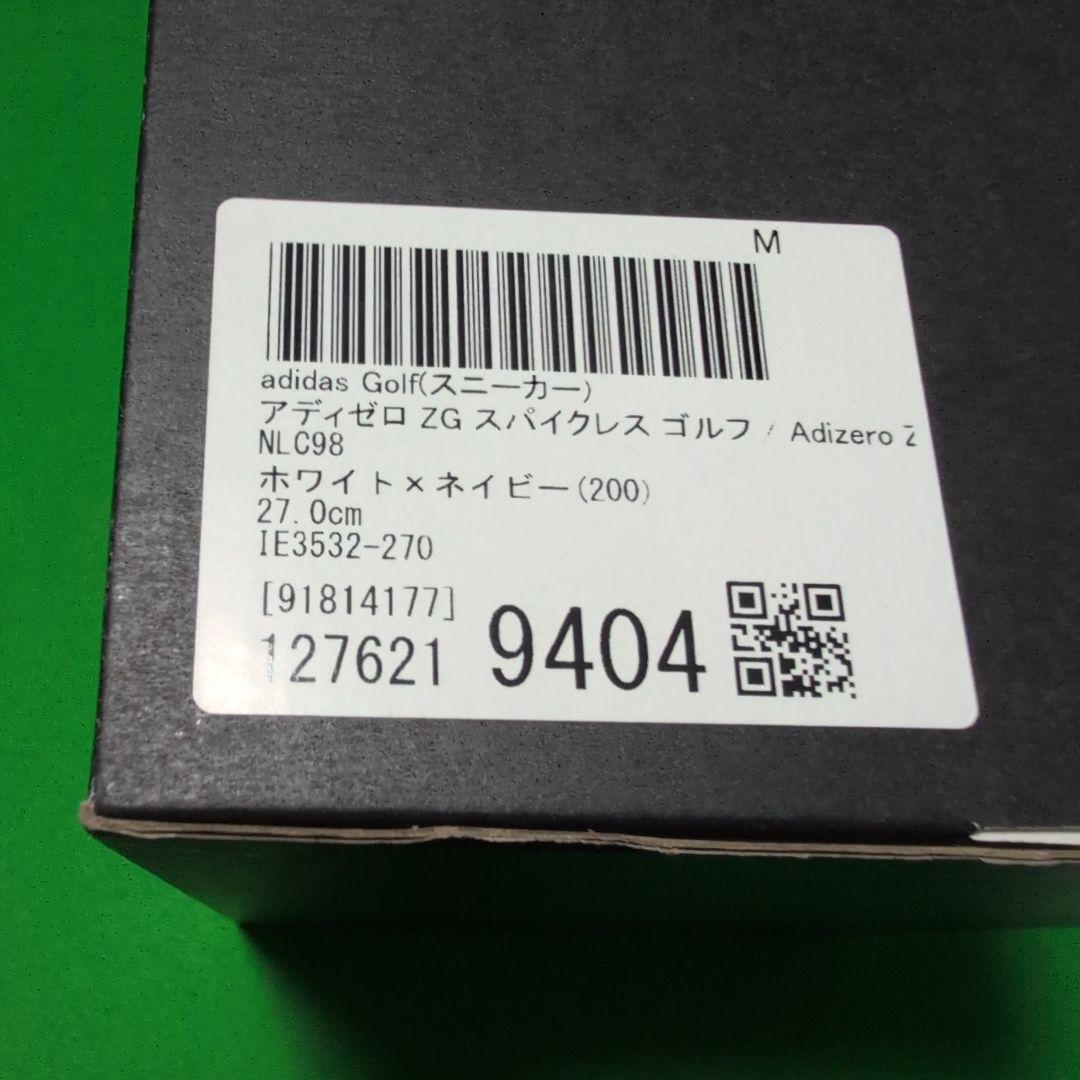 M
adidas Golf(スニーカー)
アディゼロ ZG スパイクレス ゴルフ / Adizero Z
NLC98
ホワイト×ネイビー(200)
27.0cm
IE3532-270
[91814177]
127621 9404